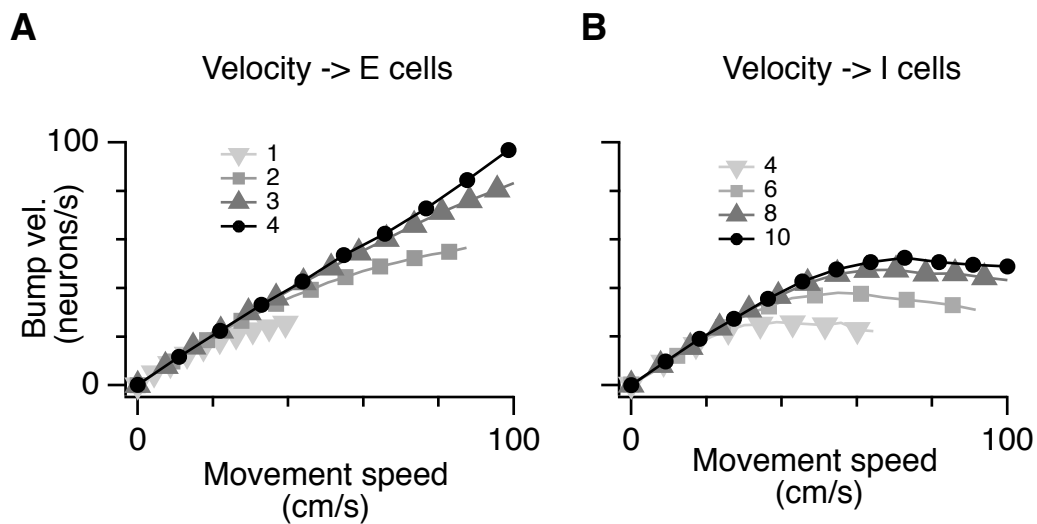 A
Velocity -> E cells
100
0
Bump vel.
(neurons/s)
1
2
3
4
0
100
Movement speed
(cm/s)
B
Velocity -> I cells
4
6
8
10
0
100
Movement speed
(cm/s)